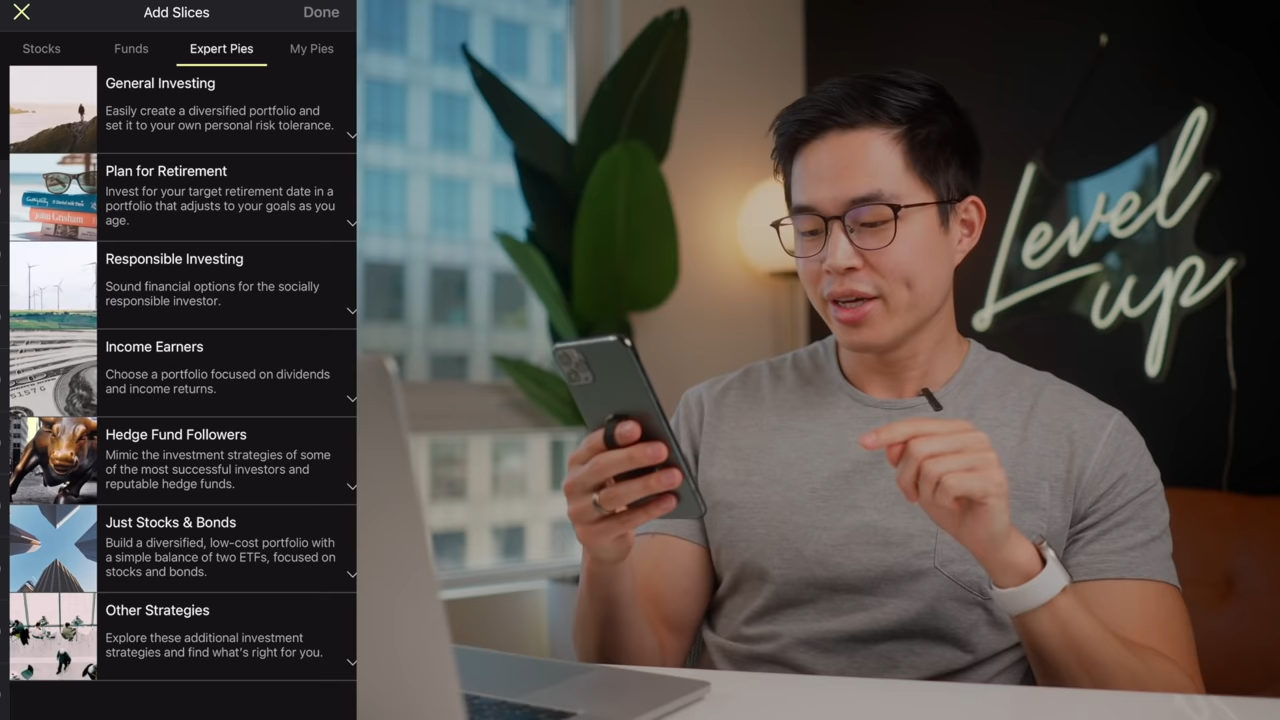 Add Slices
Done
Stocks
Funds
Expert Pies
My Pies
General Investing
Easily create a diversified portfolio and
set it to your own personal risk tolerance.
Plan for Retirement
Invest for your target retirement date in a
portfolio that adjusts to your goals as you
age.
John Grisham
Responsible Investing
Sound financial options for the socially
responsible investor.
Income Earners
Choose a portfolio focused on dividends
and income returns.
Hedge Fund Followers
Mimic the investment strategies of some
of the most successful investors and
reputable hedge funds.
Just Stocks & Bonds
Build a diversified, low-cost portfolio with
a simple balance of two ETFs, focused on
stocks and bonds.
Other Strategies
Explore these additional investment
strategies and find what's right for you.
Level
up